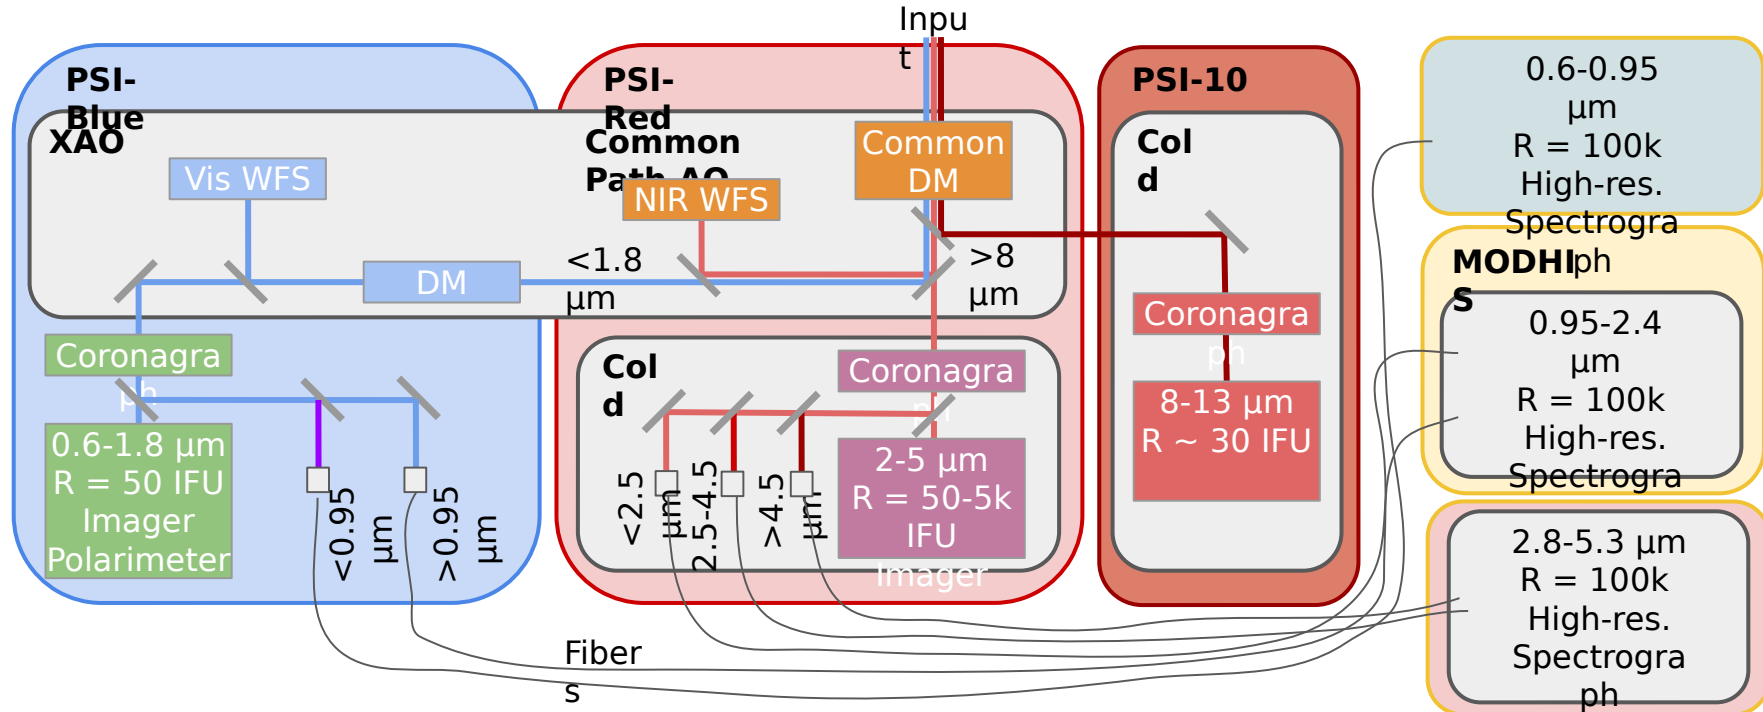 Inpu
t
PSI-
Blue
XAO
Vis WFS
DM
Coronagra
ph
0.6-1.8 µm
R = 50 IFU
Imager
Polarimeter
<0.95
µm
>0.95
µm
PSI-
Red
Common
Path AO
NIR WFS
Common
DM
<1.8
µm
>8
µm
Col
d
Coronagra
ph
<2.5
µm
2.5-4.5
>4.5
µm
2-5 µm
R = 50-5k
IFU
Imager
Fiber
s
PSI-10
Col
d
Coronagra
ph
8-13 µm
R ~ 30 IFU
0.6-0.95
µm
R = 100k
High-res.
Spectrogra
ph
MODHI
S
0.95-2.4
µm
R = 100k
High-res.
Spectrogra
2.8-5.3 µm
R = 100k
High-res.
Spectrogra
ph